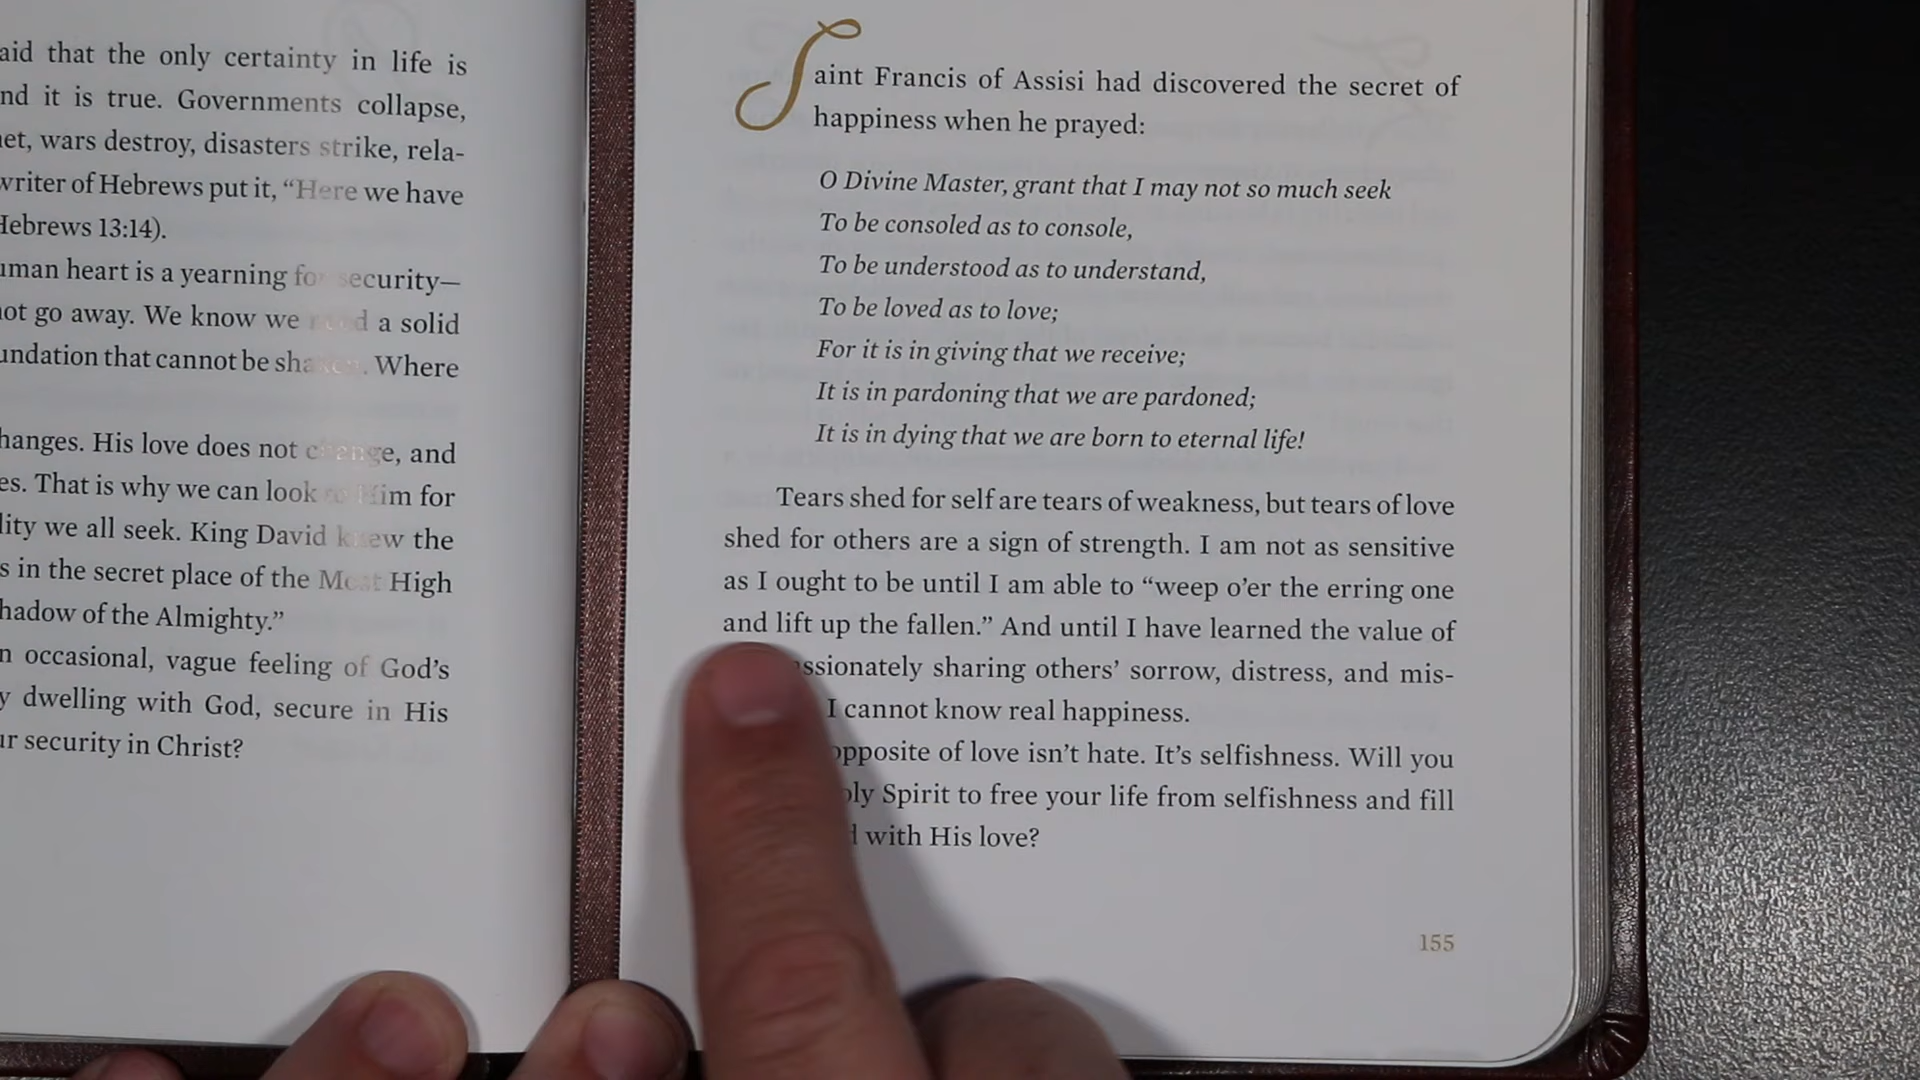 aid that the only certainty in life is
nd it is true. Governments collapse,
et, wars destroy, disasters strike, rela-
writer of Hebrews put it, “Here we have
Hebrews 13:14).
uman heart is a yearning for security—
not go away. We know we need a solid
undation that cannot be shaken. Where
hanges. His love does not change, and
es. That is why we can look to Him for
lity we all seek. King David knew the
s in the secret place of the Most High
hadow of the Almighty.”
n occasional, vague feeling of God’s
y dwelling with God, secure in His
ur security in Christ?
Saint Francis of Assisi had discovered the secret of
happiness when he prayed:
O Divine Master, grant that I may not so much seek
To be consoled as to console,
To be understood as to understand,
To be loved as to love;
For it is in giving that we receive;
It is in pardoning that we are pardoned;
It is in dying that we are born to eternal life!
Tears shed for self are tears of weakness, but tears of love
shed for others are a sign of strength. I am not as sensitive
as I ought to be until I am able to “weep o’er the erring one
and lift up the fallen.” And until I have learned the value of
ssionately sharing others’ sorrow, distress, and mis-
I cannot know real happiness.
opposite of love isn’t hate. It’s selfishness. Will you
oly Spirit to free your life from selfishness and fill
with His love?
155